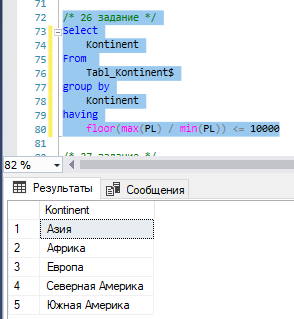 71
72 /* 26 задание */
73 Select
74 Kontinent
75 From
76 Tabl_Kontinent$
77 group by
78 Kontinent
79 having
80 floor(max(PL) / min(PL)) <= 10000
81
82 % 
Результаты Сообщения
Kontinent
1 Азия
2 Африка
3 Европа
4 Северная Америка
5 Южная Америка